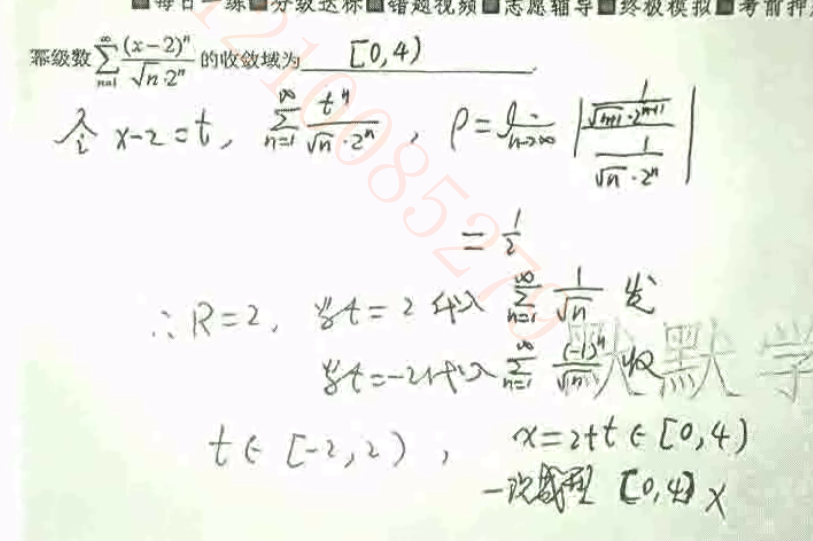 ■每日一练■分级达标■错题视频■志愿辅导■终极模拟■考前押
幂级数 $\sum_{n=1}^{\infty}\frac{(x-2)^n}{\sqrt{n}\cdot 2^n}$ 的收敛域为 [0,4)
令 x-2=t, $\sum_{n=1}^{\infty}\frac{t^n}{\sqrt{n}\cdot 2^n}$, $\rho=\lim_{n\to\infty}\left|\frac{\frac{1}{\sqrt{n+1}\cdot 2^{n+1}}}{\frac{1}{\sqrt{n}\cdot 2^n}}\right|$
$=\frac{1}{2}$
∴ R=2, 当t=2代入 $\sum_{n=1}^{\infty}\frac{1}{\sqrt{n}}$ 发
当t=-2代入 $\sum_{n=1}^{\infty}\frac{(-1)^n}{\sqrt{n}}$ 收
t∈[-2,2), x=2+t∈[0,4)
[0,4) x
默默学